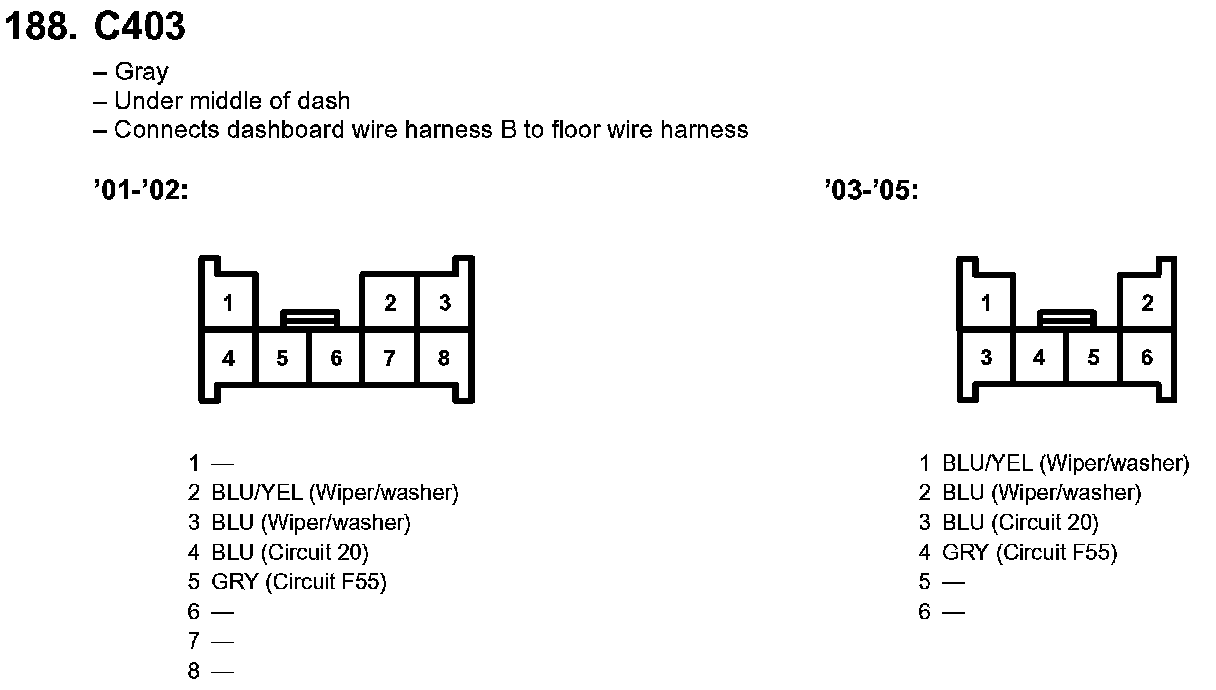 188. C403
– Gray
– Under middle of dash
– Connects dashboard wire harness B to floor wire harness
’01-’02:
1 2 3
4 5 6 7 8
1 —
2 BLU/YEL (Wiper/washer)
3 BLU (Wiper/washer)
4 BLU (Circuit 20)
5 GRY (Circuit F55)
6 —
7 —
8 —
’03-’05:
1 2
3 4 5 6
1 BLU/YEL (Wiper/washer)
2 BLU (Wiper/washer)
3 BLU (Circuit 20)
4 GRY (Circuit F55)
5 —
6 —